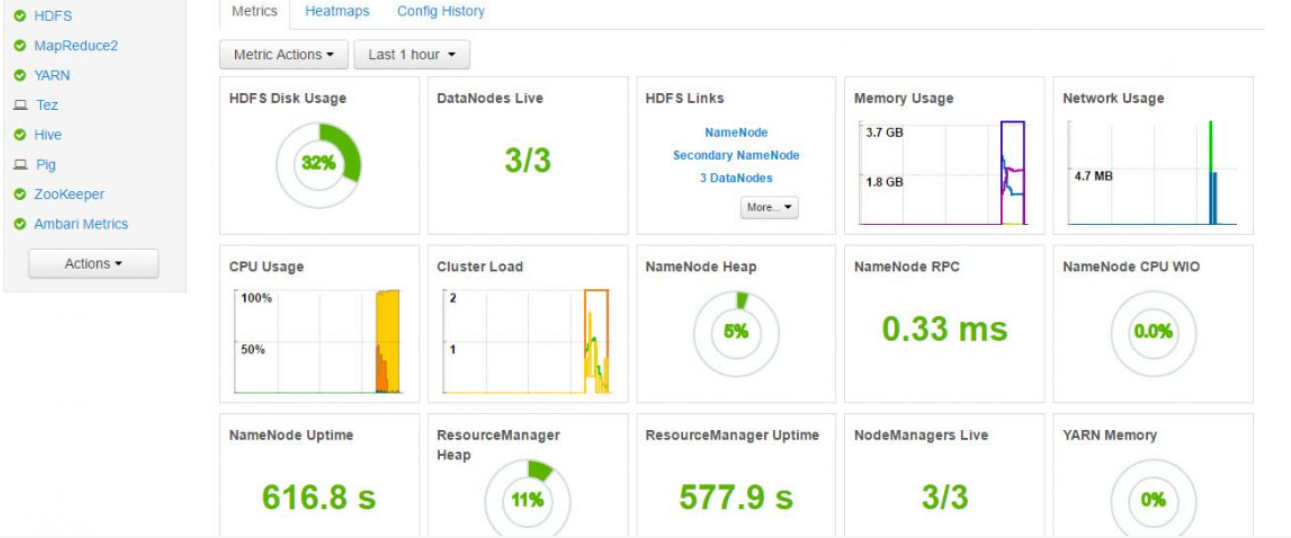 HDFS
MapReduce2
YARN
Tez
Hive
Pig
ZooKeeper
Ambari Metrics
Actions
Metrics Heatmaps Config History
Metric Actions Last 1 hour
HDFS Disk Usage
32%
DataNodes Live
3/3
HDFS Links
NameNode
Secondary NameNode
3 DataNodes
More...
Memory Usage
3.7 GB
1.8 GB
Network Usage
4.7 MB
CPU Usage
100%
50%
Cluster Load
2
1
NameNode Heap
5%
NameNode RPC
0.33 ms
NameNode CPU WIO
0.0%
NameNode Uptime
616.8 s
ResourceManager
Heap
11%
ResourceManager Uptime
577.9 s
NodeManagers Live
3/3
YARN Memory
0%